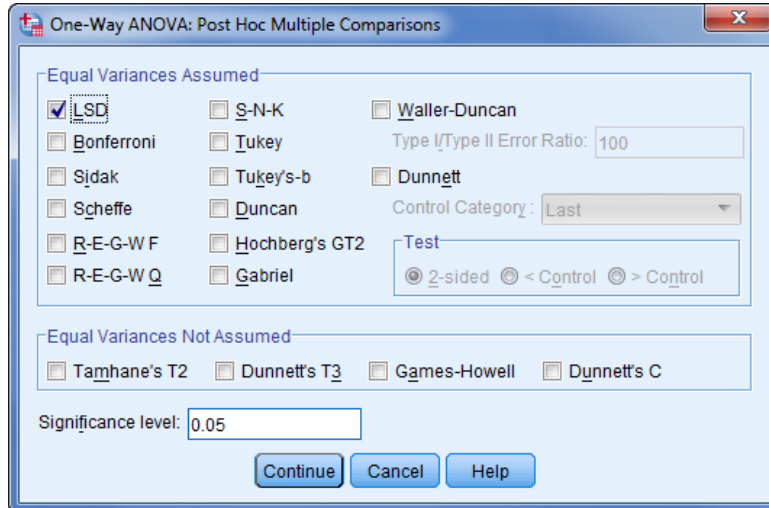 One-Way ANOVA: Post Hoc Multiple Comparisons
Equal Variances Assumed
LSD S-N-K Waller-Duncan
Bonferroni Tukey Type I/Type II Error Ratio: 100
Sidak Tukey's-b Dunnett
Scheffe Duncan Control Category : Last
R-E-G-W F Hochberg's GT2 Test
R-E-G-W Q Gabriel 2-sided < Control > Control
Equal Variances Not Assumed
Tamhane's T2 Dunnett's T3 Games-Howell Dunnett's C
Significance level: 0.05
Continue Cancel Help